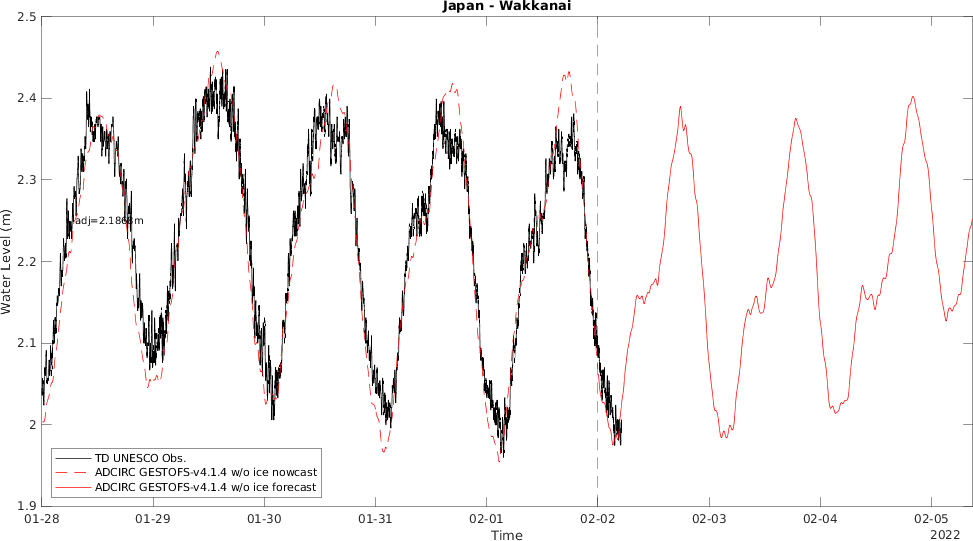 Japan - Wakkanai
2.5
2.4
2.3
2.2
2.1
2
1.9
Water Level (m)
adj=2.1868m
TD UNESCO Obs.
ADCIRC GESTOFS-v4.1.4 w/o ice nowcast
ADCIRC GESTOFS-v4.1.4 w/o ice forecast
01-28
01-29
01-30
01-31
02-01
02-02
02-03
02-04
02-05
Time
2022